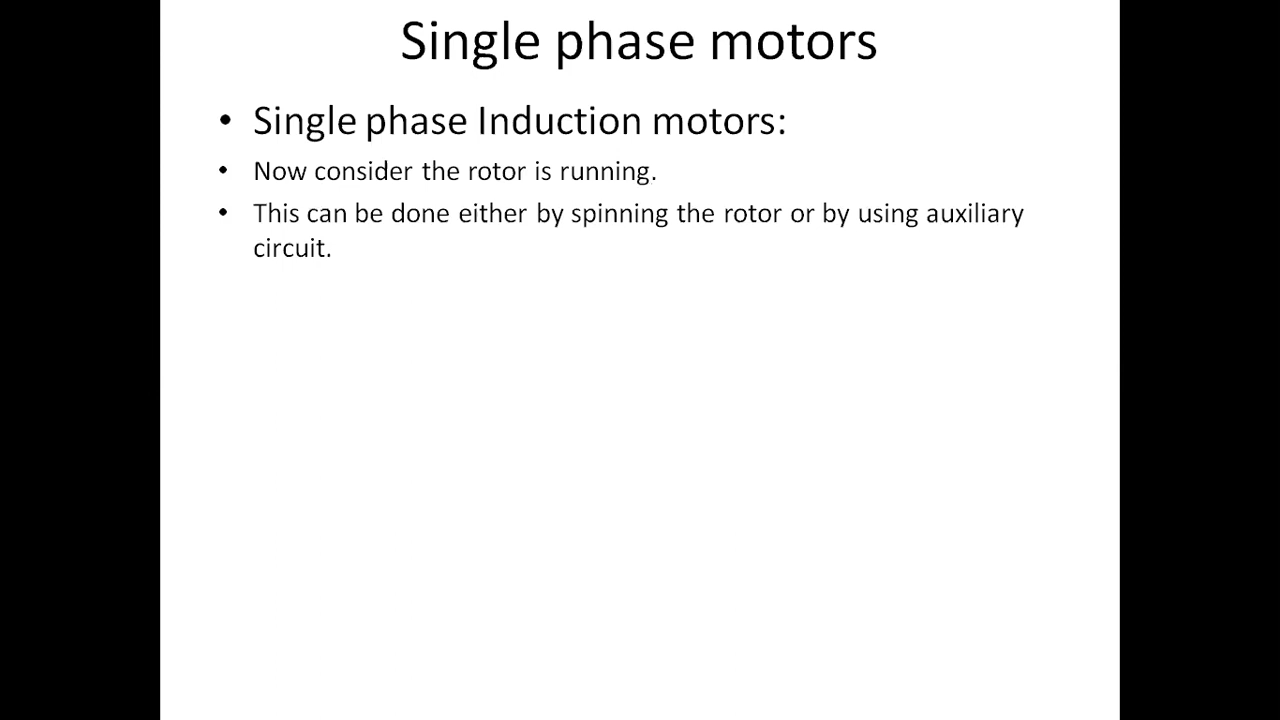 Single phase motors
• Single phase Induction motors:
• Now consider the rotor is running.
• This can be done either by spinning the rotor or by using auxiliary
circuit.